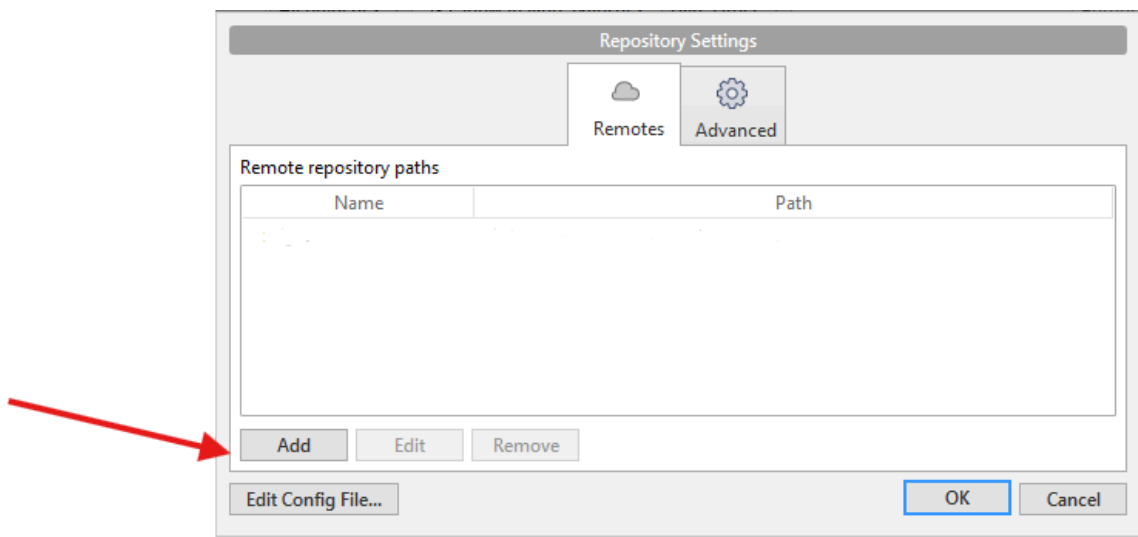 Repository Settings
Remotes
Advanced
Remote repository paths
Name Path
Add Edit Remove
Edit Config File... OK Cancel